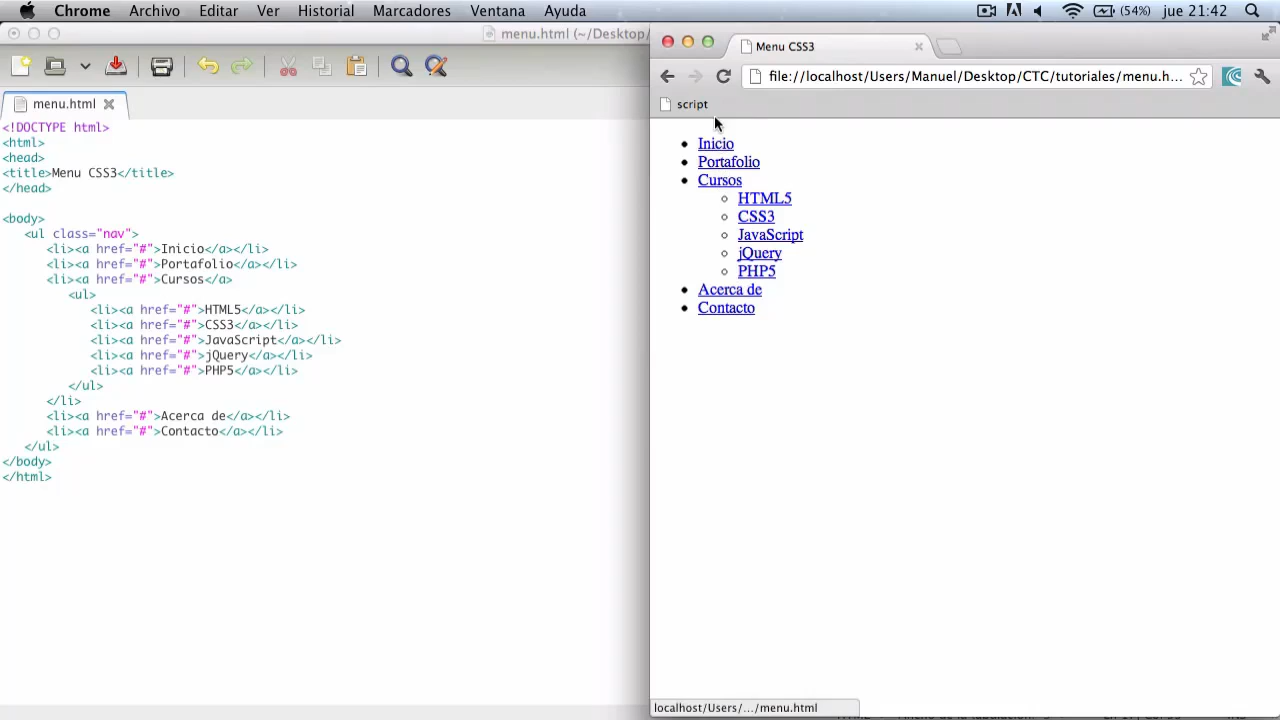 Chrome Archivo Editar Ver Historial Marcadores Ventana Ayuda (54%) jue 21:42
menu.html (~/Desktop/
Menu CSS3
file://localhost/Users/Manuel/Desktop/CTC/tutoriales/menu.h...
script
menu.html
<!DOCTYPE html>
<html>
<head>
<title>Menu CSS3</title>
</head>
<body>
<ul class="nav">
<li><a href="#">Inicio</a></li>
<li><a href="#">Portafolio</a></li>
<li><a href="#">Cursos</a>
<ul>
<li><a href="#">HTML5</a></li>
<li><a href="#">CSS3</a></li>
<li><a href="#">JavaScript</a></li>
<li><a href="#">jQuery</a></li>
<li><a href="#">PHP5</a></li>
</ul>
</li>
<li><a href="#">Acerca de</a></li>
<li><a href="#">Contacto</a></li>
</ul>
</body>
</html>
Inicio
Portafolio
Cursos
HTML5
CSS3
JavaScript
jQuery
PHP5
Acerca de
Contacto
localhost/Users/.../menu.html